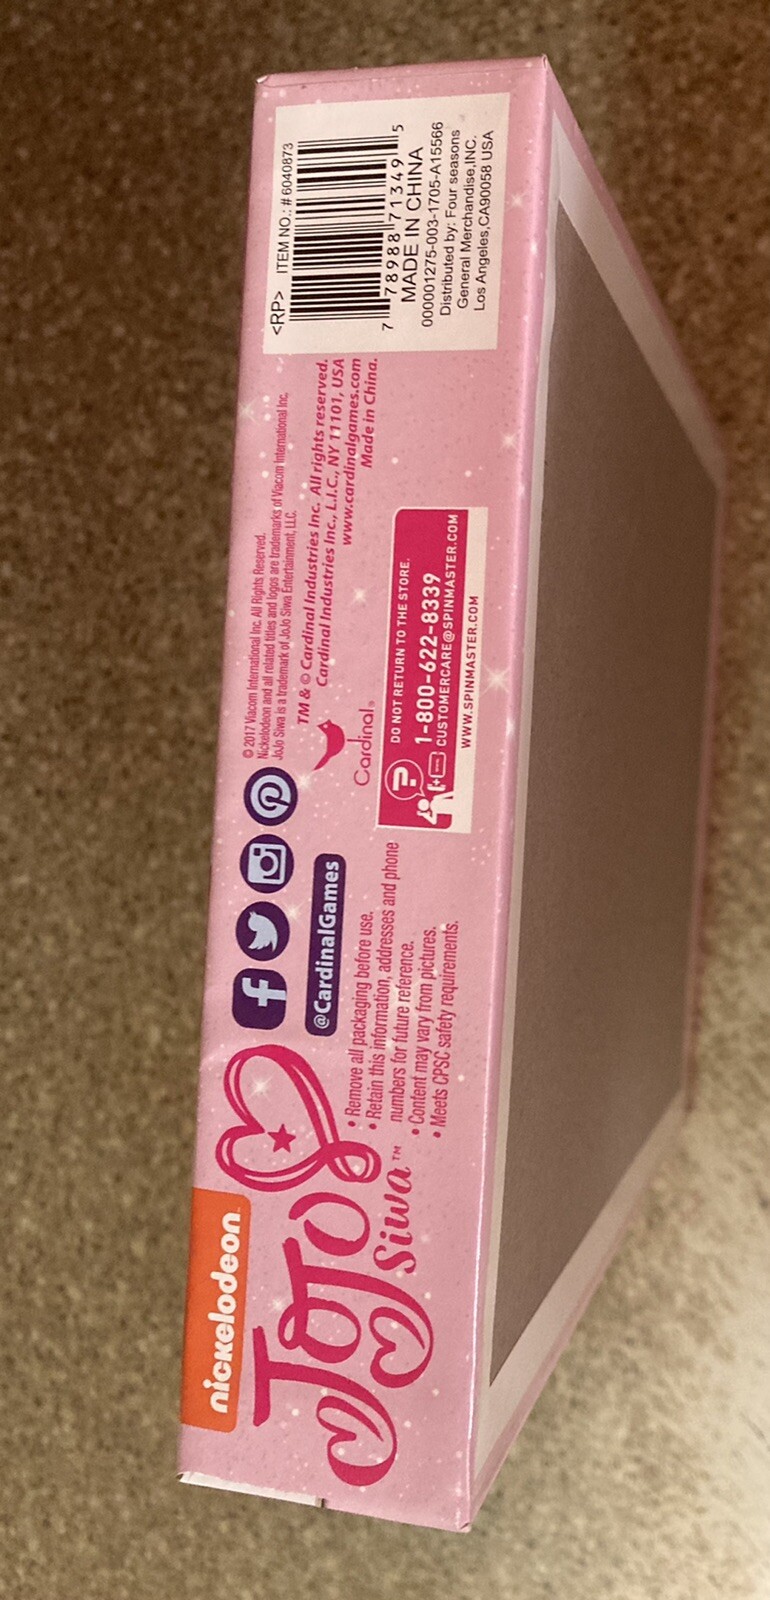 nickelodeon
JoJo
Siwa™
@CardinalGames
• Remove all packaging before use.
• Retain this information, addresses and phone
numbers for future reference.
• Content may vary from pictures.
• Meets CPSC safety requirements.
© 2017 Viacom International Inc. All Rights Reserved.
Nickelodeon and all related titles and logos are trademarks of Viacom International Inc.
JoJo Siwa is a trademark of JoJo Siwa Entertainment, LLC.
TM & © Cardinal Industries Inc. All rights reserved.
Cardinal Industries Inc., L.I.C., NY 11101, USA
www.cardinalgames.com
Made in China.
Cardinal®
?
DO NOT RETURN TO THE STORE.
1-800-622-8339
CUSTOMERCARE@SPINMASTER.COM
WWW.SPINMASTER.COM
<RP> ITEM NO.: # 6040873
7 78988 71349 5
MADE IN CHINA
000001275-003-1705-A15566
Distributed by: Four seasons
General Merchandise,INC.
Los Angeles,CA90058 USA